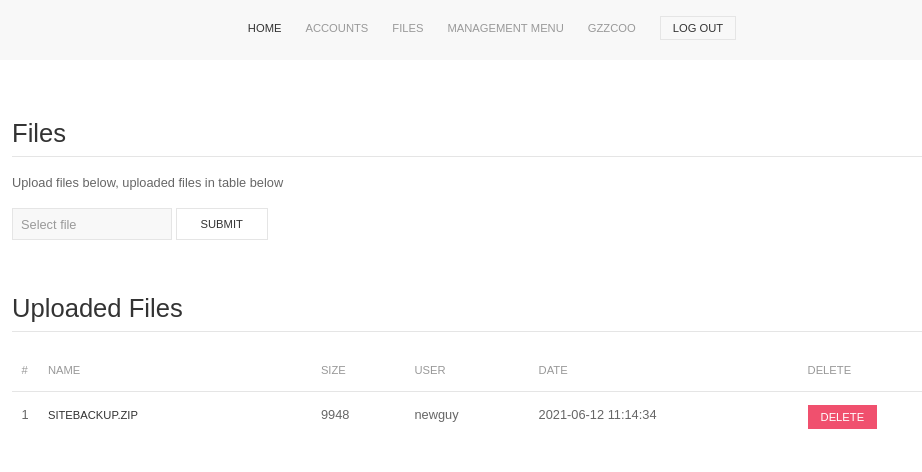 HOME ACCOUNTS FILES MANAGEMENT MENU GZZCOO LOG OUT
Files
Upload files below, uploaded files in table below
Select file SUBMIT
Uploaded Files
# NAME SIZE USER DATE DELETE
1 SITEBACKUP.ZIP 9948 newguy 2021-06-12 11:14:34 DELETE